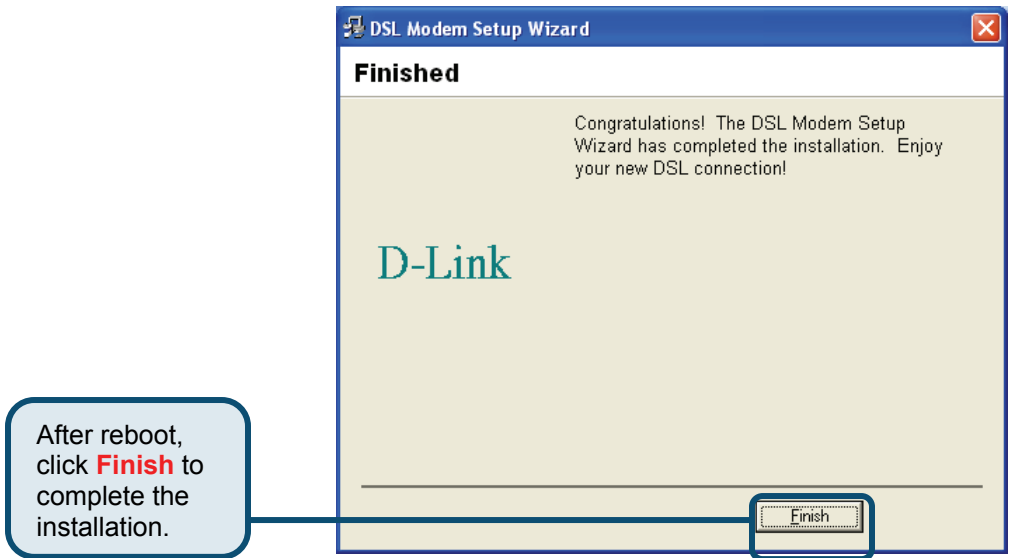 DSL Modem Setup Wizard
Finished
Congratulations! The DSL Modem Setup
Wizard has completed the installation. Enjoy
your new DSL connection!
D-Link
After reboot,
click Finish to
complete the
installation.
Finish